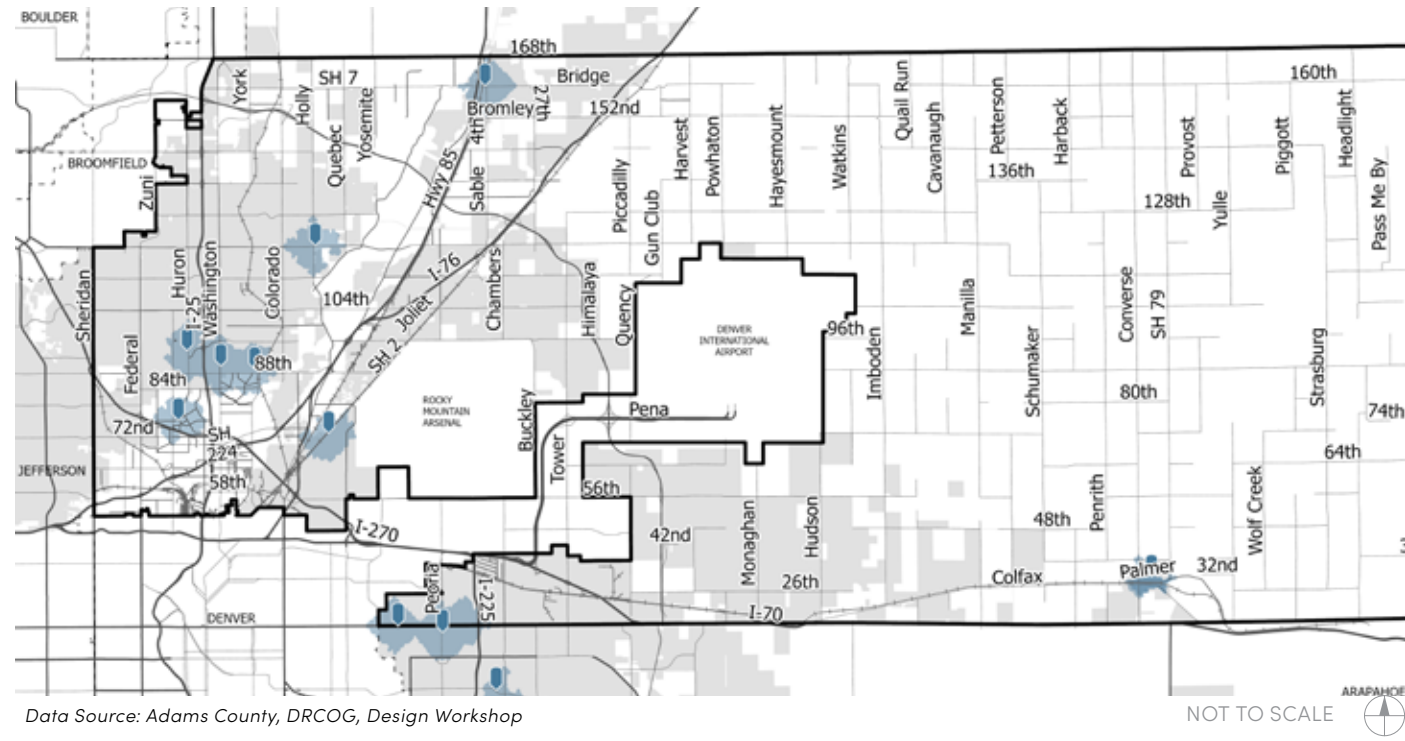 BOULDER
168th
SH 7
Bridge
160th
York
Holly
Quebec
Yosemite
Bromley
4th
27th
152nd
Quail Run
Cavanaugh
Petterson
Harback
Provost
Piggott
Headlight
Pass Me By
BROOMFIELD
Zuni
Hwy 85
Sable
Piccadilly
Gun Club
Harvest
Powhaton
Hayesmount
Watkins
136th
128th
Yulle
Sheridan
Huron
I-25
Washington
Colorado
104th
I-76
Joliet
SH 2
Chambers
Himalaya
Quency
DENVER
INTERNATIONAL
AIRPORT
96th
Imboden
Manilla
Schumaker
Converse
SH 79
Strasburg
Federal
84th
88th
80th
74th
72nd
SH
224
58th
JEFFERSON
ROCKY
MOUNTAIN
ARSENAL
Buckley
Tower
Pena
56th
64th
I-270
42nd
Monaghan
Hudson
48th
Penrith
Wolf Creek
Peoria
I-225
26th
I-70
Colfax
Palmer
32nd
DENVER
ARAPAHOE
Data Source: Adams County, DRCOG, Design Workshop
NOT TO SCALE